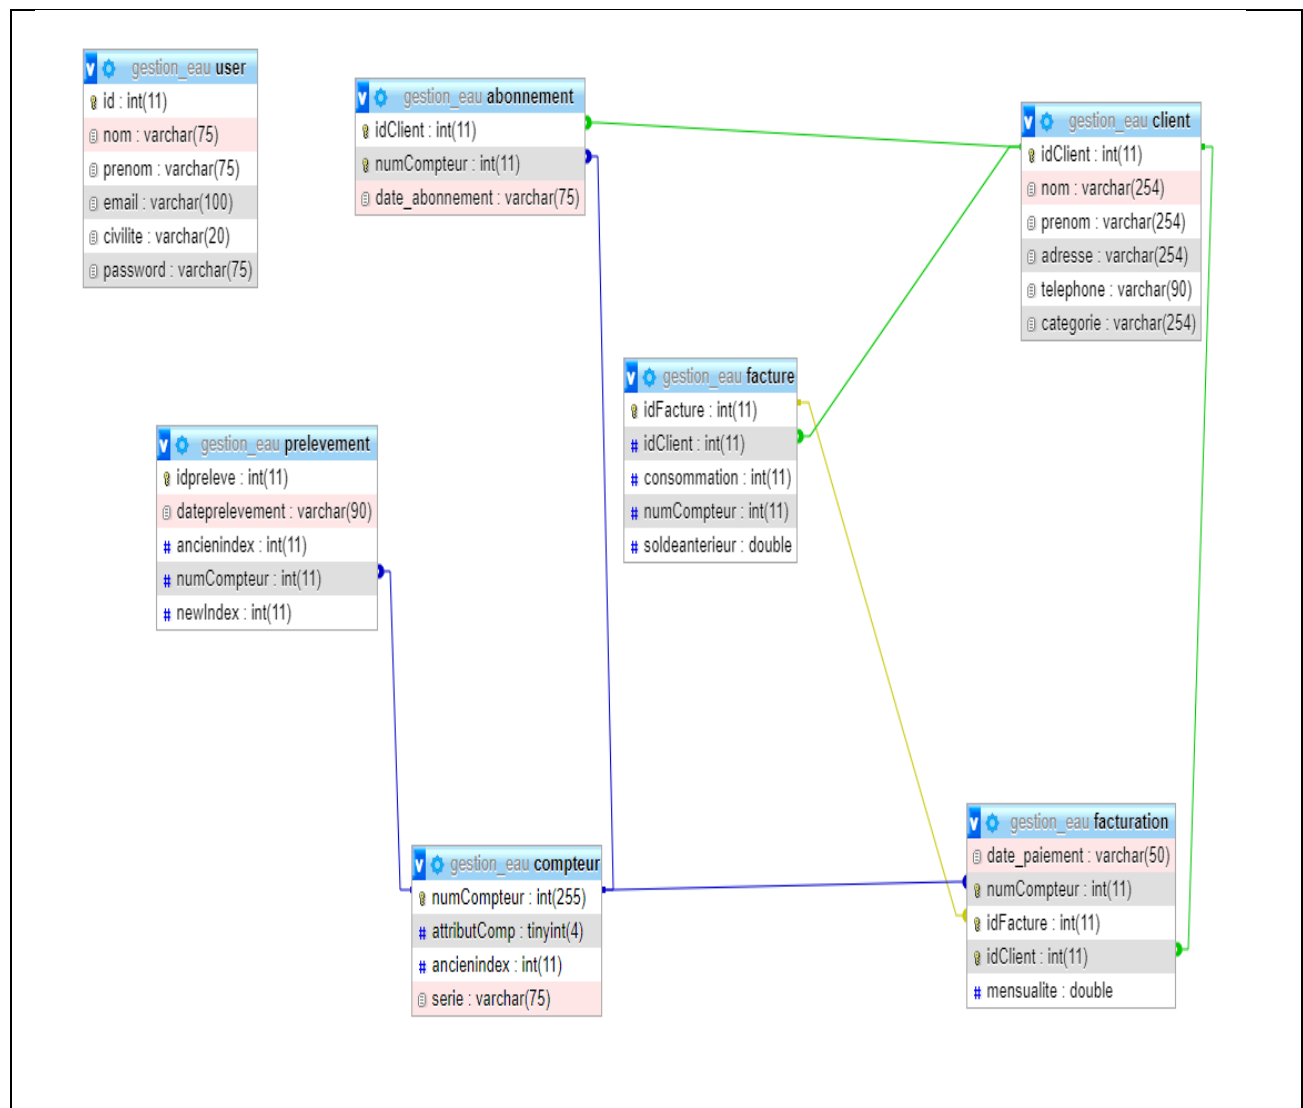 gestion_eau user
id : int(11)
nom : varchar(75)
prenom : varchar(75)
email : varchar(100)
civilite : varchar(20)
password : varchar(75)
gestion_eau abonnement
idClient : int(11)
numCompteur : int(11)
date_abonnement : varchar(75)
gestion_eau client
idClient : int(11)
nom : varchar(254)
prenom : varchar(254)
adresse : varchar(254)
telephone : varchar(90)
categorie : varchar(254)
gestion_eau facture
idFacture : int(11)
# idClient : int(11)
# consommation : int(11)
# numCompteur : int(11)
# soldeanterieur : double
gestion_eau prelevement
idpreleve : int(11)
dateprelevement : varchar(90)
# ancienindex : int(11)
# numCompteur : int(11)
# newIndex : int(11)
gestion_eau compteur
numCompteur : int(255)
# attributComp : tinyint(4)
# ancienindex : int(11)
serie : varchar(75)
gestion_eau facturation
date_paiement : varchar(50)
numCompteur : int(11)
idFacture : int(11)
idClient : int(11)
# mensualite : double